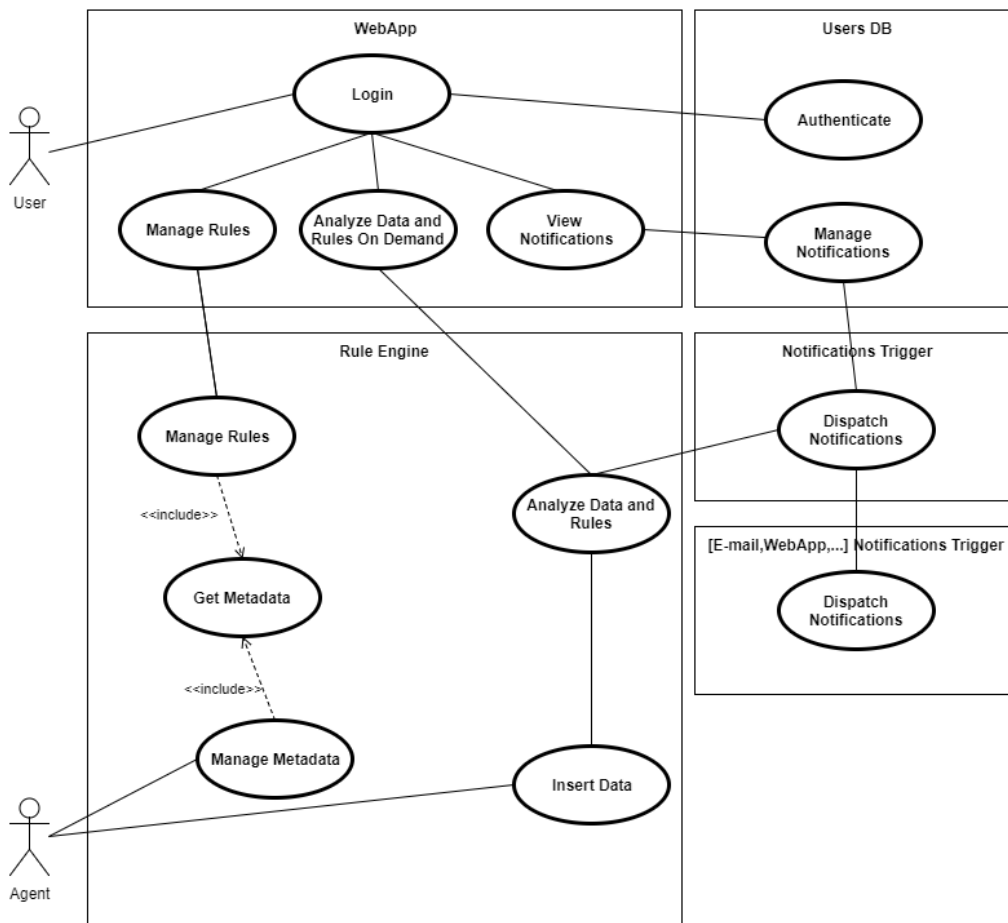 WebApp
Users DB
Login
Authenticate
User
Manage Rules
Analyze Data and
Rules On Demand
View
Notifications
Manage
Notifications
Rule Engine
Notifications Trigger
Manage Rules
Dispatch
Notifications
Analyze Data and
Rules
<<include>>
[E-mail,WebApp,...] Notifications Trigger
Get Metadata
Dispatch
Notifications
<<include>>
Manage Metadata
Insert Data
Agent